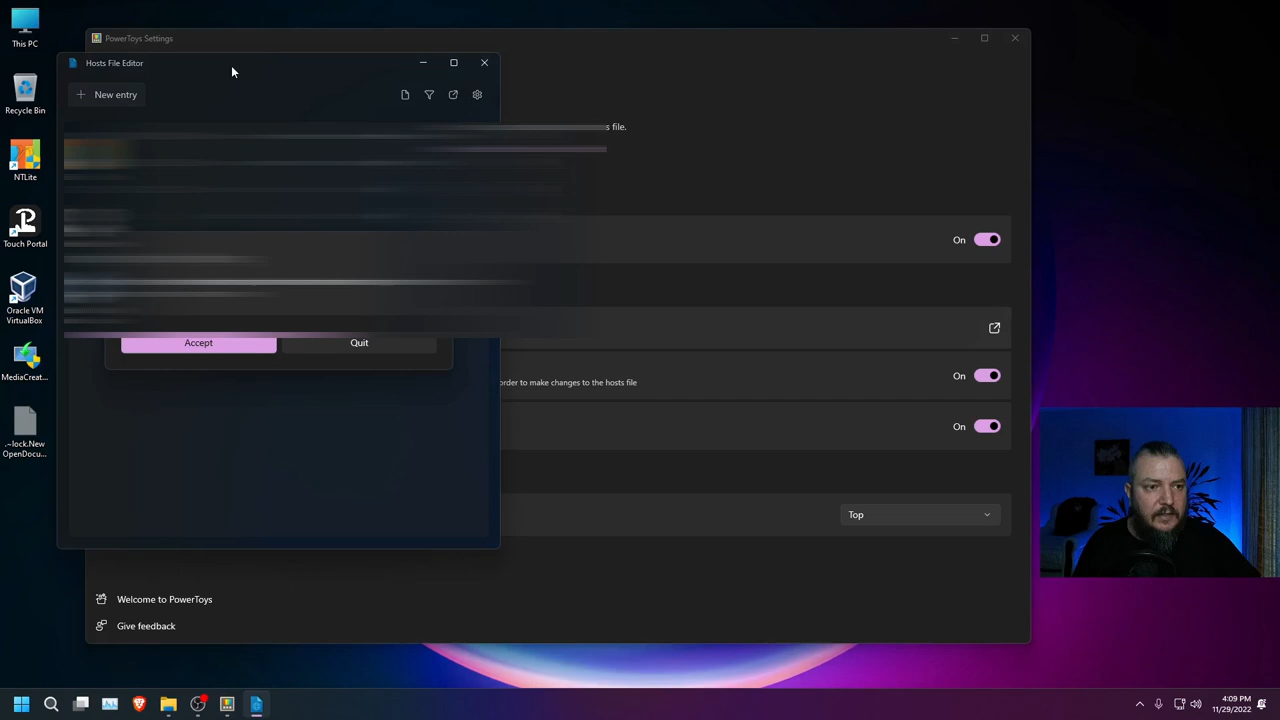 This PC
Recycle Bin
NTLite
Touch Portal
Oracle VM
VirtualBox
MediaCreat...
.~lock.New
OpenDocu...
PowerToys Settings
Hosts File Editor
New entry
s file.
On
Accept
Quit
order to make changes to the hosts file
On
On
Top
Welcome to PowerToys
Give feedback
4:09 PM
11/29/2022